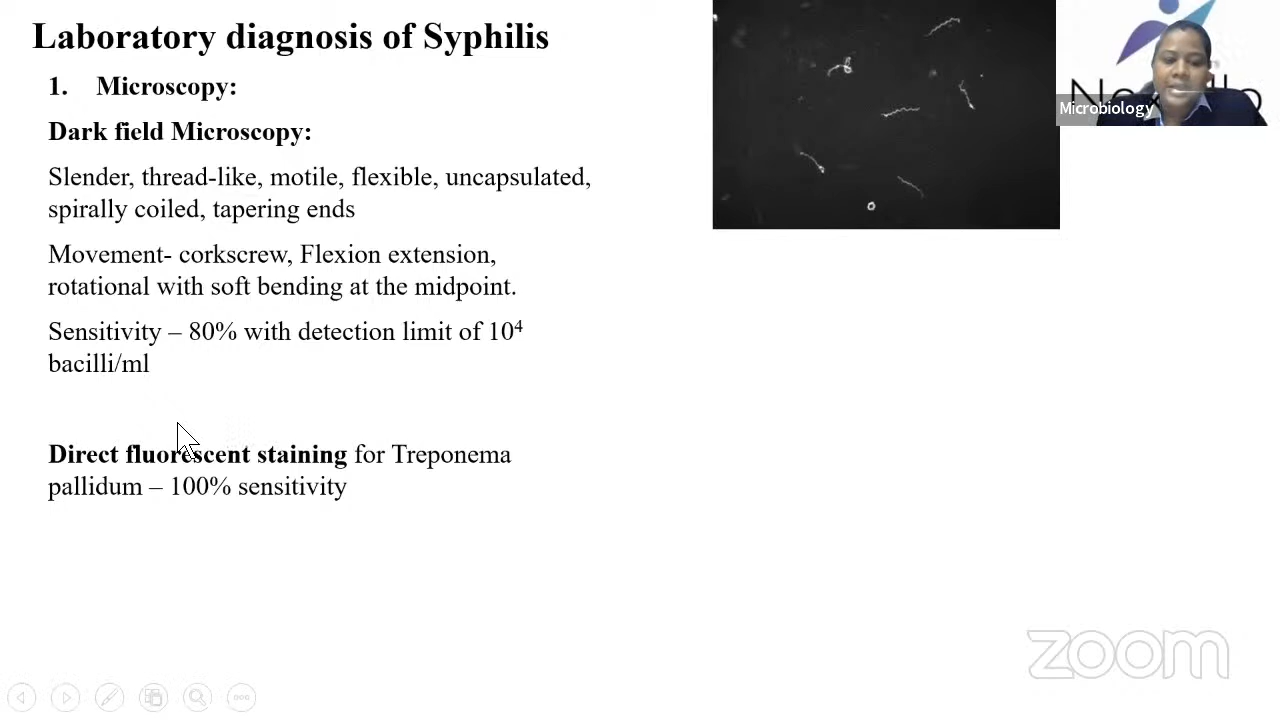 Laboratory diagnosis of Syphilis
1. Microscopy:
Dark field Microscopy:
Slender, thread-like, motile, flexible, uncapsulated,
spirally coiled, tapering ends
Movement- corkscrew, Flexion extension,
rotational with soft bending at the midpoint.
Sensitivity – 80% with detection limit of 10⁴
bacilli/ml
Direct fluorescent staining for Treponema
pallidum – 100% sensitivity
Microbiology
zoom